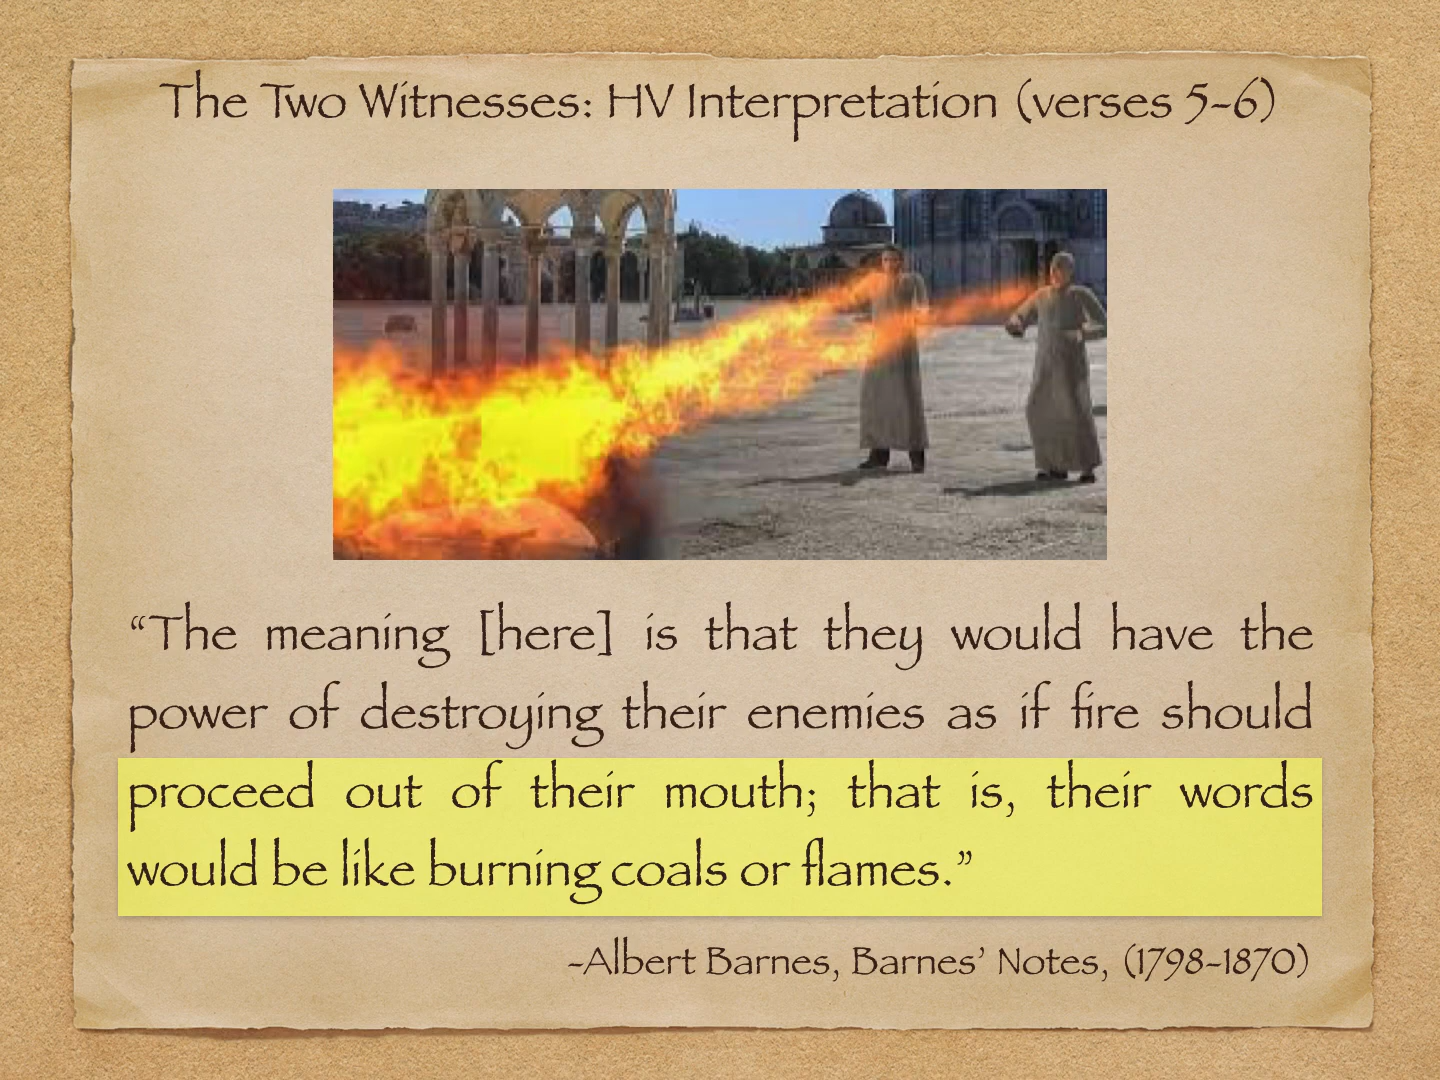 The Two Witnesses: HV Interpretation (verses 5-6)
“The meaning [here] is that they would have the
power of destroying their enemies as if fire should
proceed out of their mouth; that is, their words
would be like burning coals or flames.”
-Albert Barnes, Barnes’ Notes, (1798-1870)